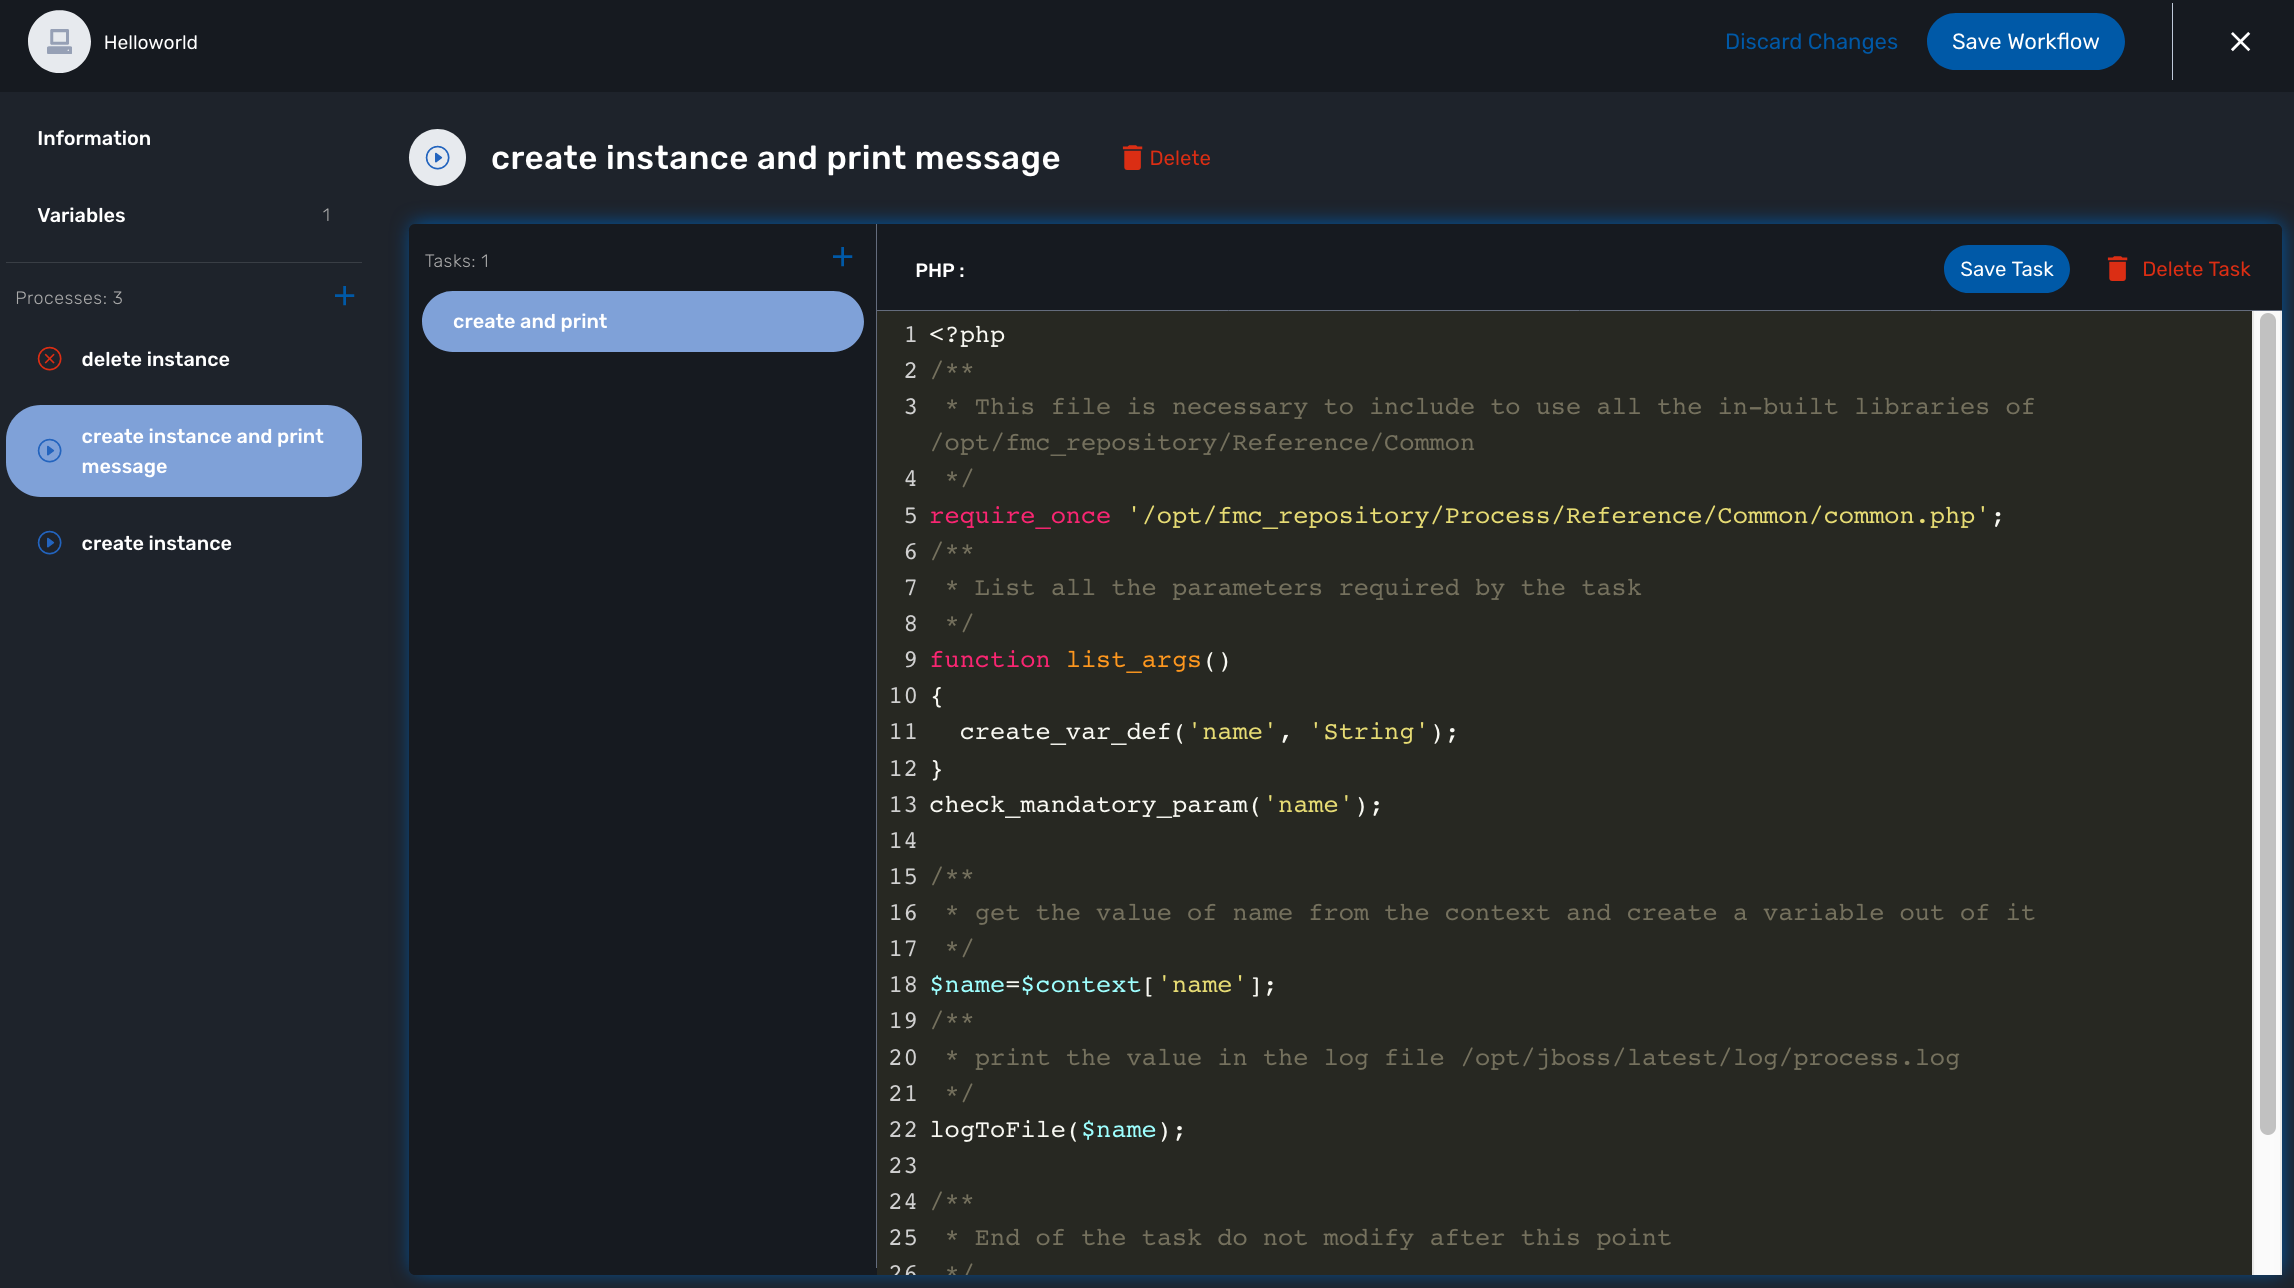 Helloworld
Discard Changes
Save Workflow
Information
Variables 1
Processes: 3
delete instance
create instance and print
message
create instance
create instance and print message
Delete
Tasks: 1
create and print
PHP :
Save Task
Delete Task
1 <?php
2 /**
3  * This file is necessary to include to use all the in-built libraries of
/opt/fmc_repository/Reference/Common
4  */
5 require_once '/opt/fmc_repository/Process/Reference/Common/common.php';
6 /**
7  * List all the parameters required by the task
8  */
9 function list_args()
10 {
11   create_var_def('name', 'String');
12 }
13 check_mandatory_param('name');
14
15 /**
16  * get the value of name from the context and create a variable out of it
17  */
18 $name=$context['name'];
19 /**
20  * print the value in the log file /opt/jboss/latest/log/process.log
21  */
22 logToFile($name);
23
24 /**
25  * End of the task do not modify after this point
26  */